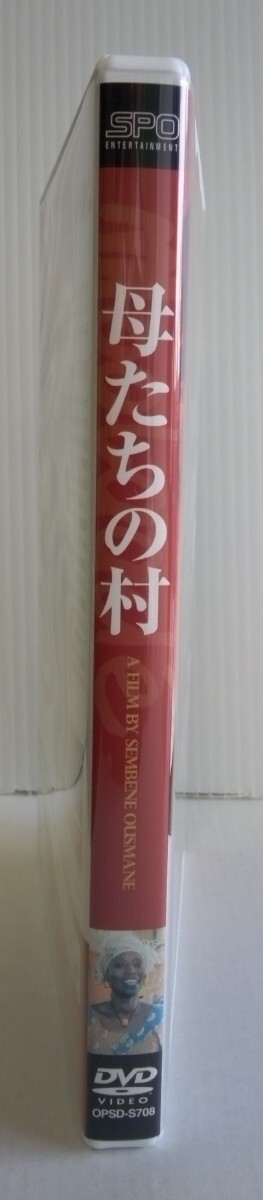 SPO
ENTERTAINMENT
母たちの村
A FILM BY SEMBENE OUSMANE
DVD
VIDEO
OPSD-S708